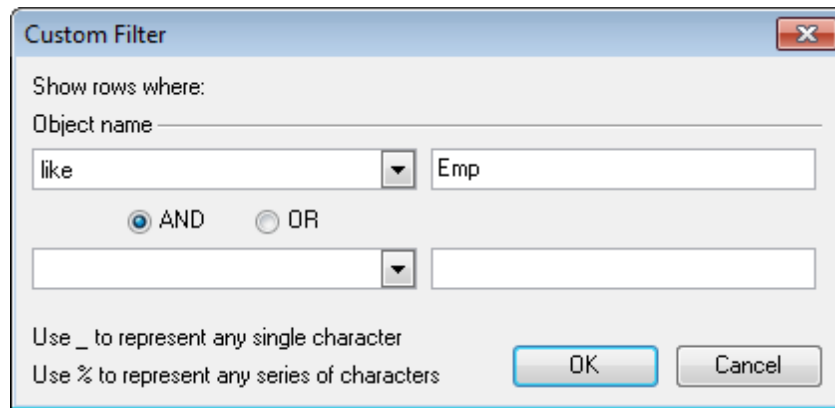 Custom Filter
Show rows where:
Object name
like Emp
AND OR
Use _ to represent any single character
Use % to represent any series of characters
OK Cancel